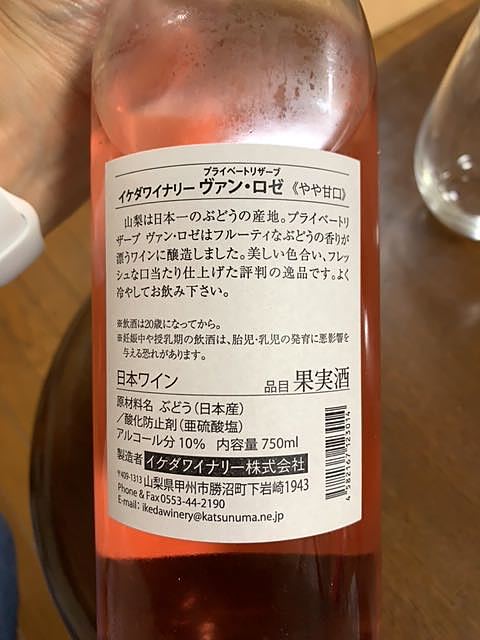 プライベートリザーブ
イケダワイナリー ヴァン・ロゼ 《やや甘口》
山梨は日本一のぶどうの産地。プライベートリ
ザーブ ヴァン・ロゼはフルーティなぶどうの香りが
漂うワインに醸造しました。美しい色合い、フレッ
シュな口当たり仕上げた評判の逸品です。よく
冷やしてお飲み下さい。
※飲酒は20歳になってから。
※妊娠中や授乳期の飲酒は、胎児・乳児の発育に悪影響を
与える恐れがあります。
日本ワイン 品目 果実酒
原材料名 ぶどう(日本産)
/酸化防止剤(亜硫酸塩)
アルコール分 10% 内容量 750ml
製造者 イケダワイナリー株式会社
〒409-1313 山梨県甲州市勝沼町下岩崎1943
Phone & Fax 0553-44-2190
E-mail: ikedawinery@katsunuma.ne.jp
4 582167 723014